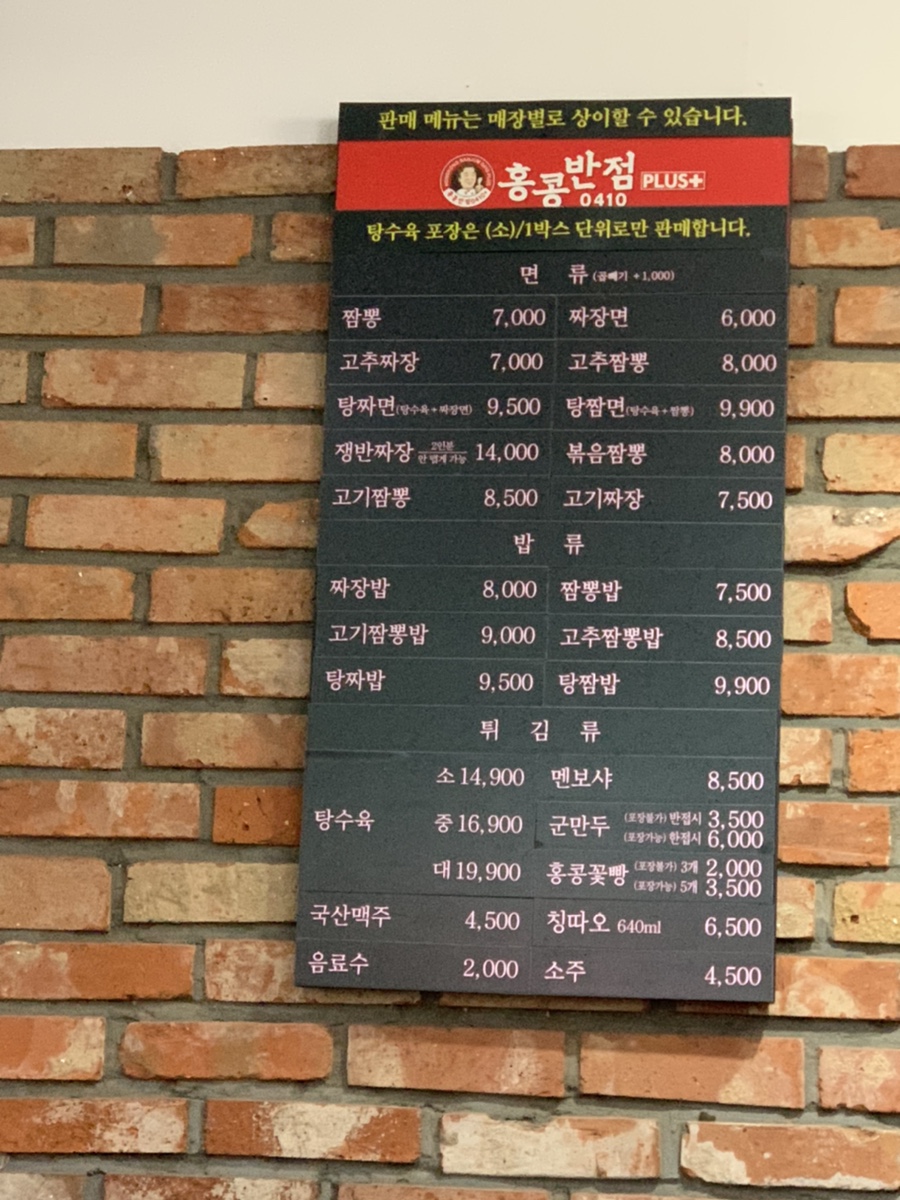 판매 메뉴는 매장별로 상이할 수 있습니다.
홍콩반점 PLUS+
0410
탕수육 포장은 (소)/1박스 단위로만 판매합니다.
면 류 (곱빼기 +1,000)
짬뽕 7,000 짜장면 6,000
고추짜장 7,000 고추짬뽕 8,000
탕짜면(탕수육+짜장면) 9,500 탕짬면(탕수육+짬뽕) 9,900
쟁반짜장 2인분 안 맵게 가능 14,000 볶음짬뽕 8,000
고기짬뽕 8,500 고기짜장 7,500
밥 류
짜장밥 8,000 짬뽕밥 7,500
고기짬뽕밥 9,000 고추짬뽕밥 8,500
탕짜밥 9,500 탕짬밥 9,900
튀 김 류
소 14,900 멘보샤 8,500
탕수육 중 16,900 군만두 (포장불가) 반접시 3,500
(포장가능) 한접시 6,000
대 19,900 홍콩꽃빵 (포장불가) 3개 2,000
(포장가능) 5개 3,500
국산맥주 4,500 칭따오 640ml 6,500
음료수 2,000 소주 4,500